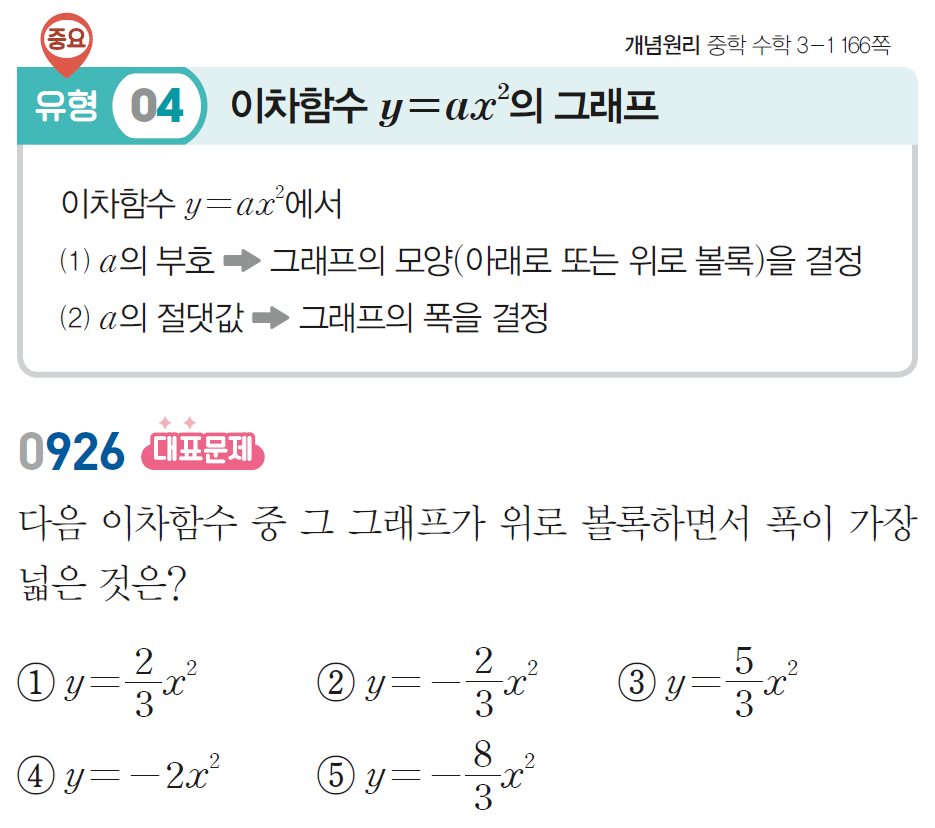 중요
개념원리 중학 수학 3-1 166쪽
유형 04 이차함수 y=ax²의 그래프
이차함수 y=ax²에서
(1) a의 부호 ➡ 그래프의 모양(아래로 또는 위로 볼록)을 결정
(2) a의 절댓값 ➡ 그래프의 폭을 결정
0926 대표문제
다음 이차함수 중 그 그래프가 위로 볼록하면서 폭이 가장
넓은 것은?
① y=2/3x² ② y=-2/3x² ③ y=5/3x²
④ y=-2x² ⑤ y=-8/3x²